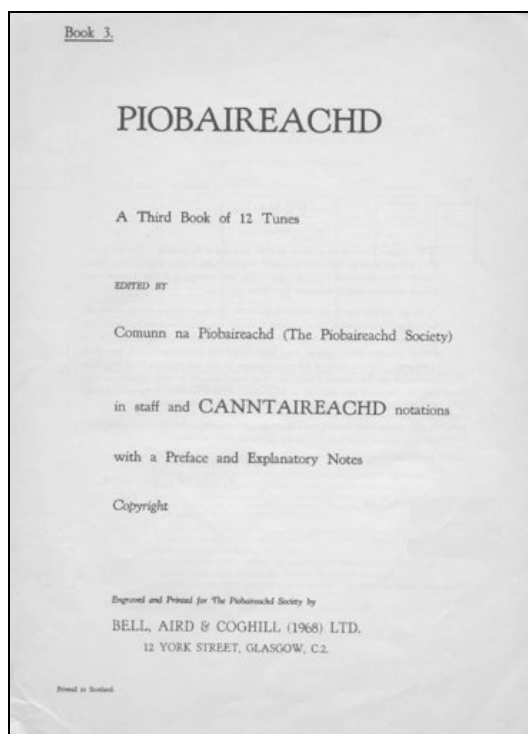 Book 3.
PIOBAIREACHD
A Third Book of 12 Tunes
EDITED BY
Comunn na Piobaireachd (The Piobaireachd Society)
in staff and CANNTAIREACHD notations
with a Preface and Explanatory Notes
Copyright
Engraved and Printed for The Piobaireachd Society by
BELL, AIRD & COGHILL (1968) LTD.
12 YORK STREET, GLASGOW, C.2.
Printed in Scotland